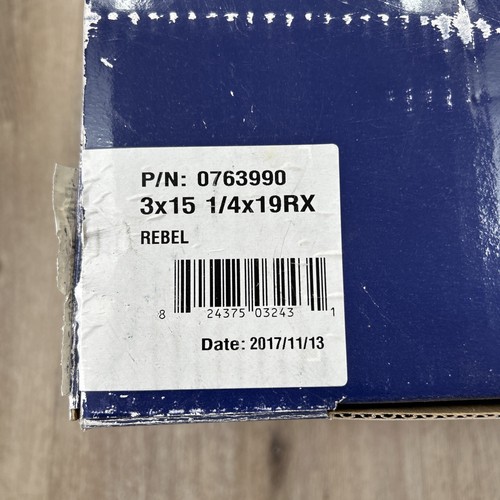 P/N: 0763990
3x15 1/4x19RX
REBEL
8 24375 03243 1
Date: 2017/11/13